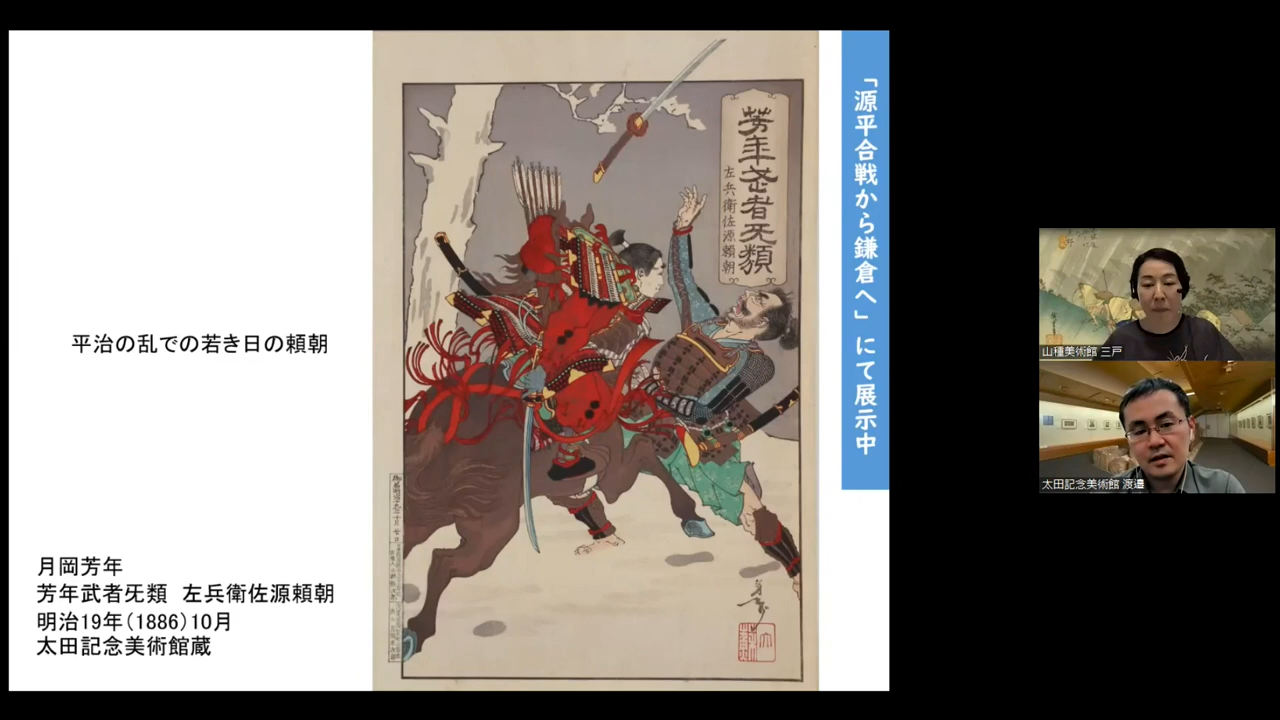 「源平合戦から鎌倉へ」にて展示中
芳年武者旡類
左兵衛佐源頼朝
平治の乱での若き日の頼朝
月岡芳年
芳年武者旡類 左兵衛佐源頼朝
明治19年(1886)10月
太田記念美術館蔵
山種美術館 三戸
太田記念美術館 渡邉